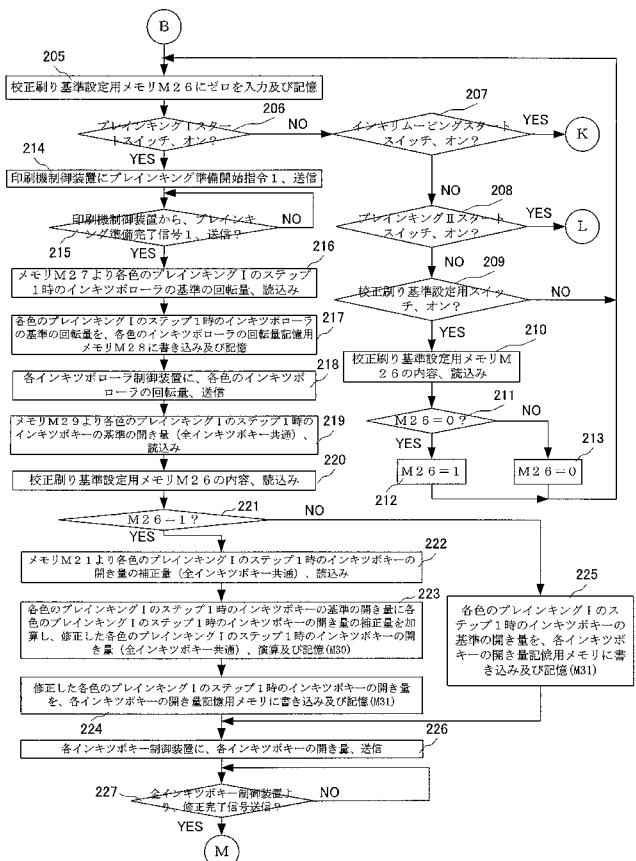 B
205
校正刷り基準設定用メモリM26にゼロを入力及び記憶
206
プレインキングIスター
トスイッチ、オン？
NO
YES
207
インキリムービングスタート
スイッチ、オン？
YES
K
NO
214
印刷機制御装置にプレインキング準備開始指令1、送信
208
プレインキングIIスタート
スイッチ、オン？
YES
L
NO
印刷機制御装置から、プレインキ
ング準備完了信号1、送信？
215
NO
YES
209
校正刷り基準設定用スイッ
チ、オン？
NO
YES
216
メモリM27より各色のプレインキングIのステップ
1時のインキツボローラの基準の回転量、読込み
217
各色のプレインキングIのステップ1時のインキツボローラ
の基準の回転量を、各色のインキツボローラの回転量記憶用
メモリM28に書き込み及び記憶
210
校正刷り基準設定用メモリM
26の内容、読込み
218
各インキツボローラ制御装置に、各色のインキツボ
ローラの回転量、送信
211
M26=0？
NO
YES
219
メモリM29より各色のプレインキングIのステップ1時の
インキツボキーの基準の開き量（全インキツボキー共通）、
読込み
M26=1
212
M26=0
213
220
校正刷り基準設定用メモリM26の内容、読込み
221
M26=1？
NO
YES
222
メモリM21より各色のプレインキングIのステップ1時のインキツボキーの
開き量の補正量（全インキツボキー共通）、読込み
223
各色のプレインキングIのステップ1時のインキツボキーの基準の開き量に各
色のプレインキングIのステップ1時のインキツボキーの開き量の補正量を加
算し、修正した各色のプレインキングIのステップ1時のインキツボキーの開
き量（全インキツボキー共通）、演算及び記憶(M30)
225
各色のプレインキングIのス
テップ1時のインキツボキーの
基準の開き量を、各インキツボ
キーの開き量記憶用メモリに書
き込み及び記憶(M31)
修正した各色のプレインキングIのステップ1時のインキツボキーの開き量
を、各インキツボキーの開き量記憶用メモリに書き込み及び記憶(M31)
224
226
各インキツボキー制御装置に、各インキツボキーの開き量、送信
227
全インキツボキー制御装置よ
り、修正完了信号送信？
NO
YES
M